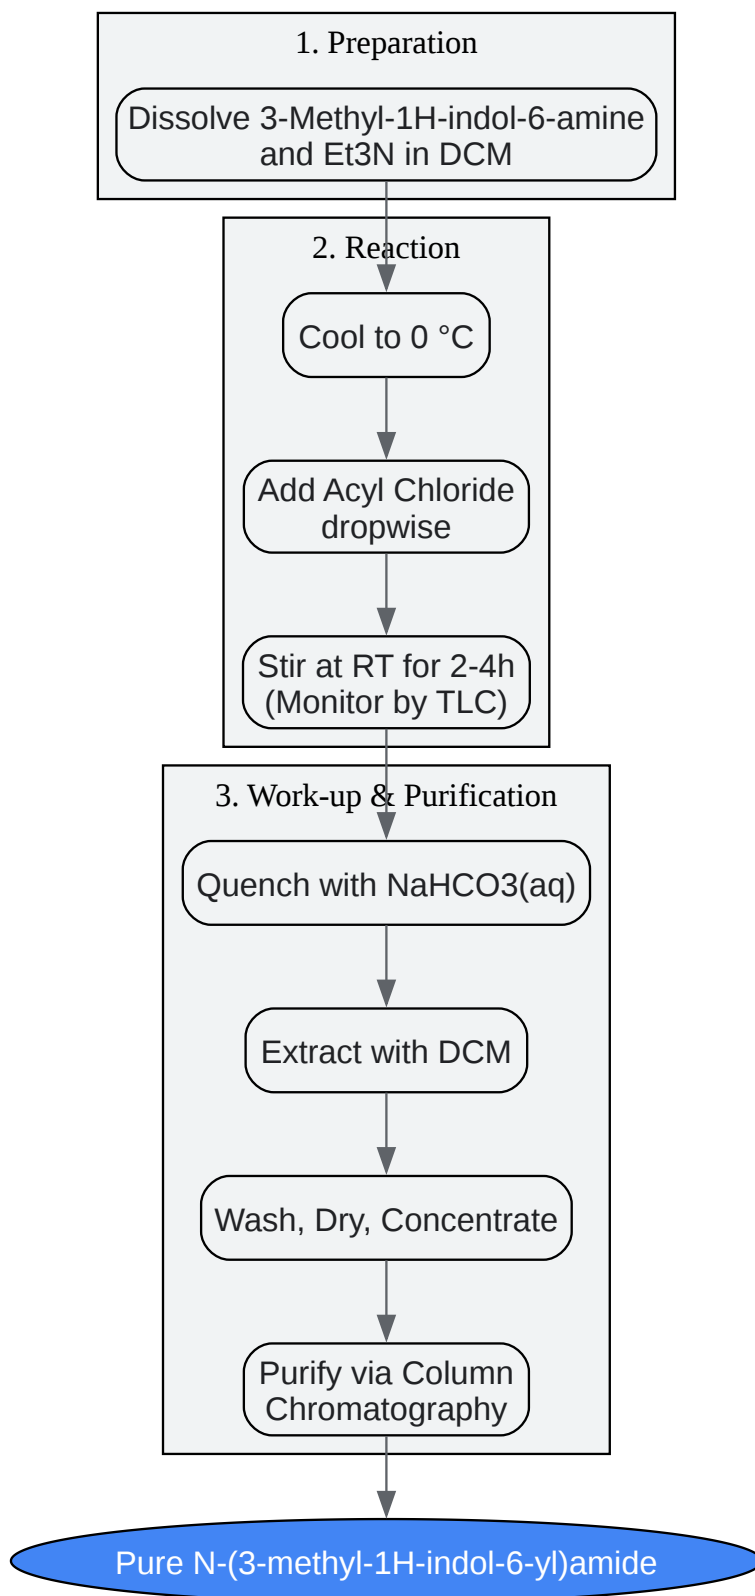 1. Preparation
Dissolve 3-Methyl-1H-indol-6-amine
and Et3N in DCM
2. Reaction
Cool to 0 °C
Add Acyl Chloride
dropwise
Stir at RT for 2-4h
(Monitor by TLC)
3. Work-up & Purification
Quench with NaHCO3(aq)
Extract with DCM
Wash, Dry, Concentrate
Purify via Column
Chromatography
Pure N-(3-methyl-1H-indol-6-yl)amide